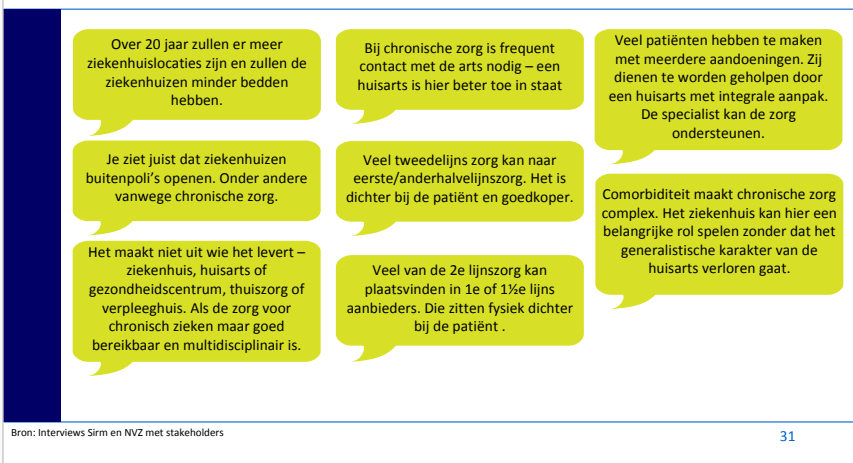 Over 20 jaar zullen er meer
ziekenhuislocaties zijn en zullen de
ziekenhuizen minder bedden
hebben.
Je ziet juist dat ziekenhuizen
buitenpoli's openen. Onder andere
vanwege chronische zorg.
Het maakt niet uit wie het levert –
ziekenhuis, huisarts of
gezondheidscentrum, thuiszorg of
verpleeghuis. Als de zorg voor
chronisch zieken maar goed
bereikbaar en multidisciplinair is.
Bij chronische zorg is frequent
contact met de arts nodig – een
huisarts is hier beter toe in staat
Veel tweedelijns zorg kan naar
eerste/anderhalvelijnszorg. Het is
dichter bij de patiënt en goedkoper.
Veel van de 2e lijnszorg kan
plaatsvinden in 1e of 1½e lijns
aanbieders. Die zitten fysiek dichter
bij de patiënt .
Veel patiënten hebben te maken
met meerdere aandoeningen. Zij
dienen te worden geholpen door
een huisarts met integrale aanpak.
De specialist kan de zorg
ondersteunen.
Comorbiditeit maakt chronische zorg
complex. Het ziekenhuis kan hier een
belangrijke rol spelen zonder dat het
generalistische karakter van de
huisarts verloren gaat.
Bron: Interviews Sirm en NVZ met stakeholders
31